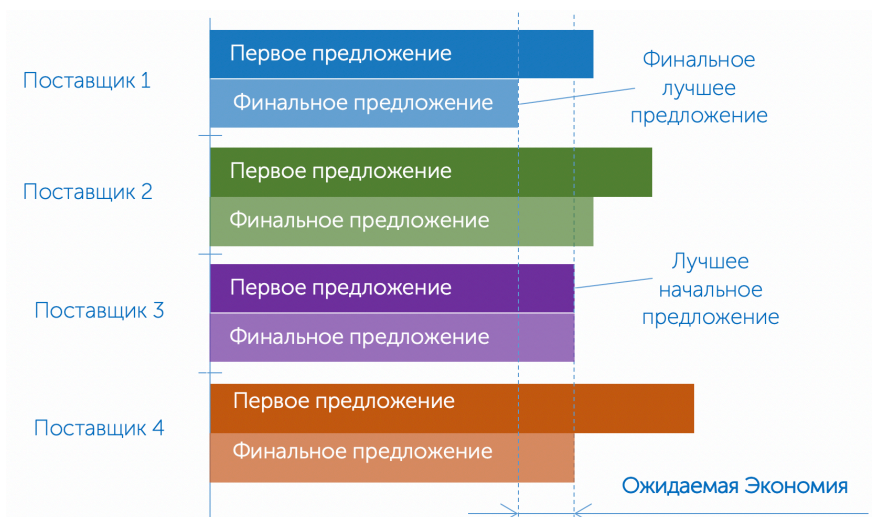 Поставщик 1
Первое предложение
Финальное предложение
Финальное
лучшее
предложение
Поставщик 2
Первое предложение
Финальное предложение
Поставщик 3
Первое предложение
Финальное предложение
Лучшее
начальное
предложение
Поставщик 4
Первое предложение
Финальное предложение
Ожидаемая Экономия